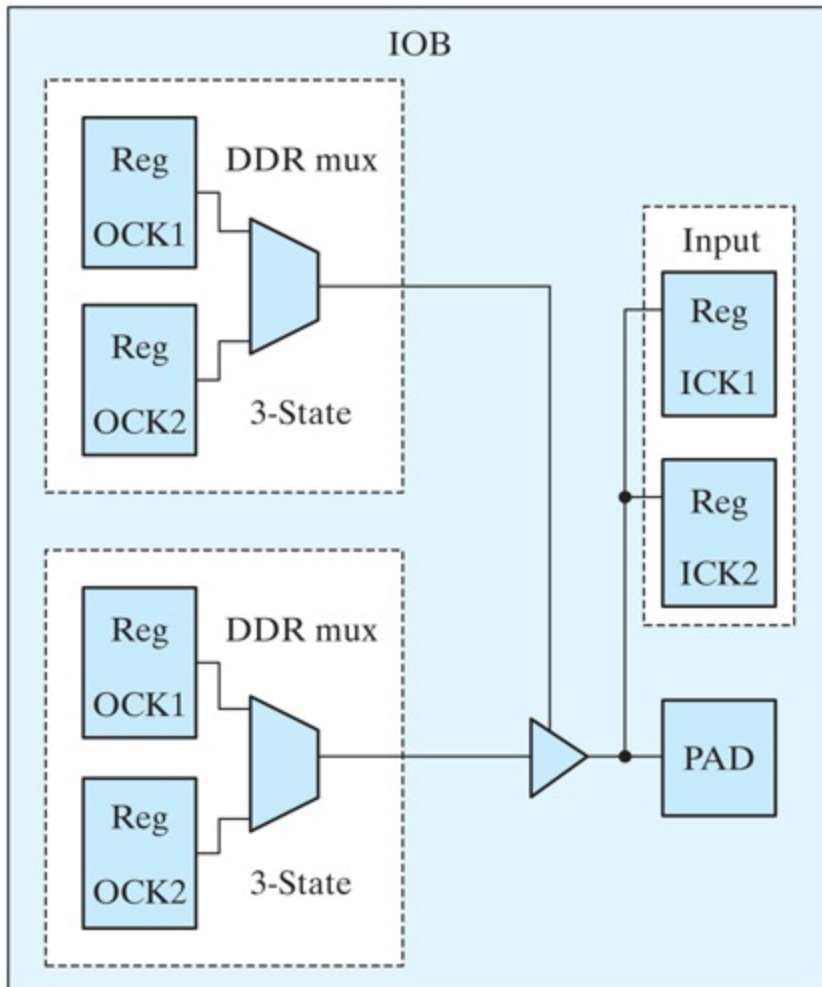 IOB
Reg
OCK1
DDR mux
Reg
OCK2
3-State
Input
Reg
ICK1
Reg
ICK2
Reg
OCK1
DDR mux
Reg
OCK2
3-State
PAD